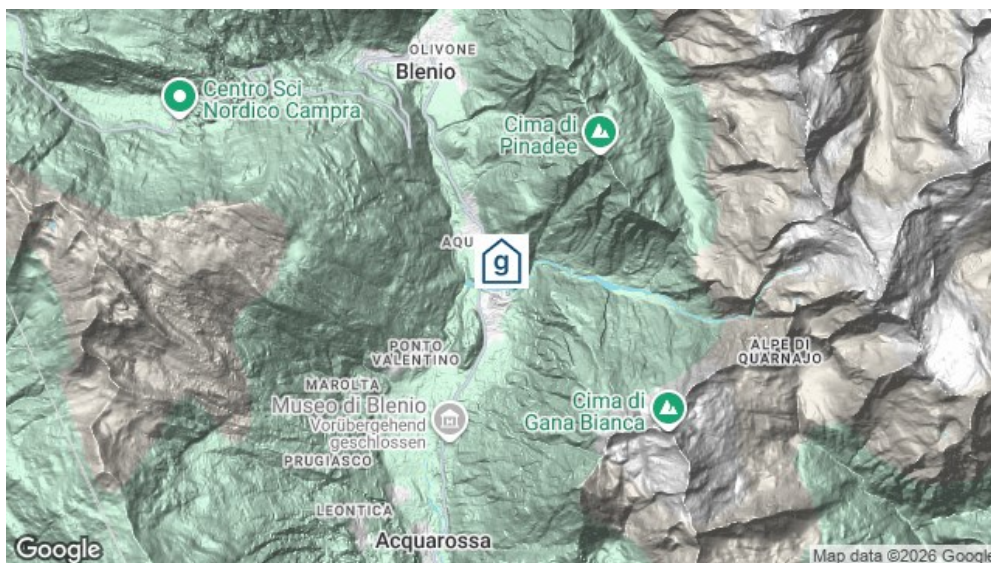 OLIVONE
Blenio
Centro Sci
Nordico Campra
Cima di
Pinadee
AQU
g
PONTO
VALENTINO
ALPE DI
QUARNAJO
MAROLTA
Museo di Blenio
Vorübergehend
geschlossen
Cima di
Gana Bianca
PRUGIASCO
LEONTICA
Acquarossa
Google
Map data ©2026 Google